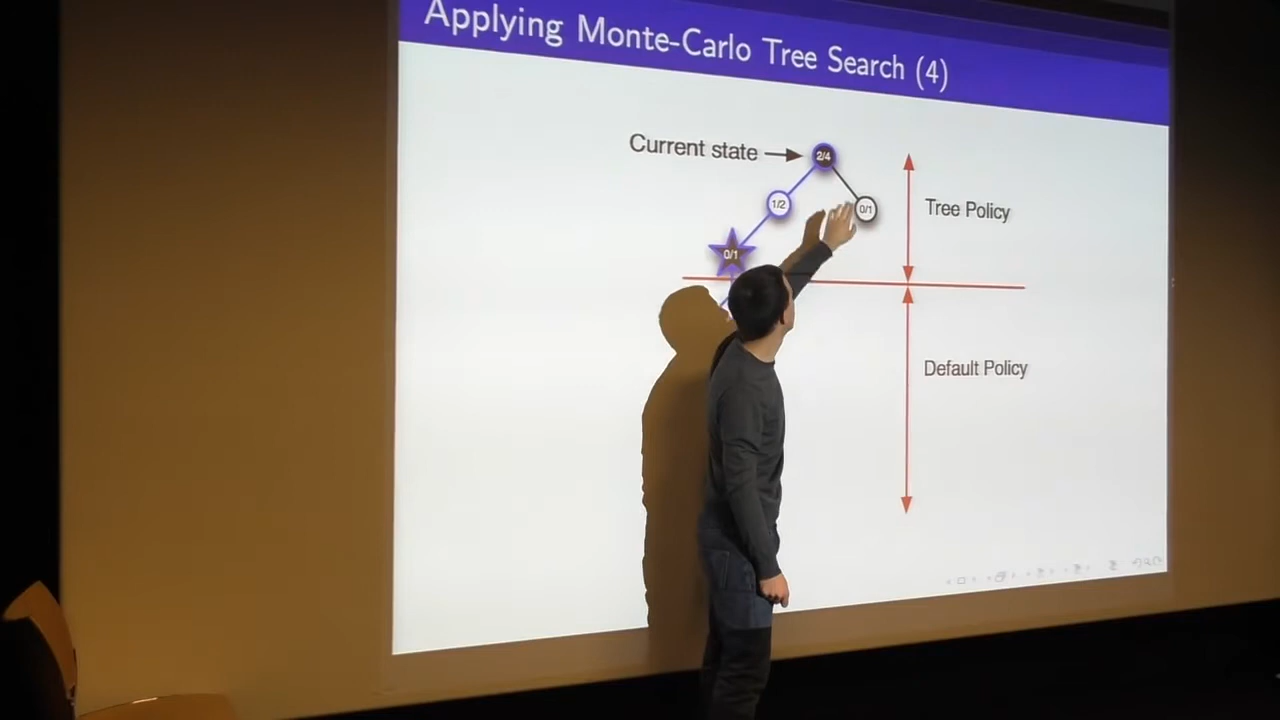 Applying Monte-Carlo Tree Search (4)
Current state
2/4
1/2
0/1
Tree Policy
0/1
Default Policy